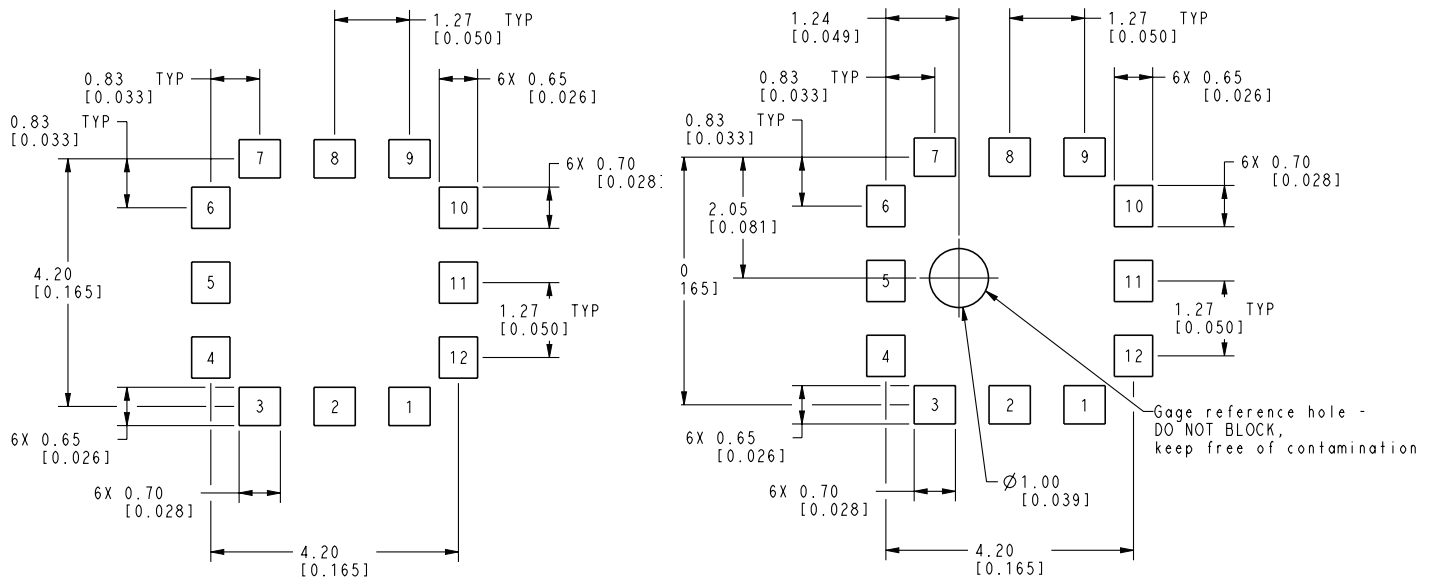 1.27 TYP
[0.050]
0.83 TYP
[0.033]
6X 0.65
[0.026]
0.83 TYP
[0.033]
7
8
9
6X 0.70
[0.028]
6
10
4.20
[0.165]
5
11
1.27 TYP
[0.050]
4
12
3
2
1
6X 0.65
[0.026]
6X 0.70
[0.028]
4.20
[0.165]
1.24
[0.049]
1.27 TYP
[0.050]
0.83 TYP
[0.033]
6X 0.65
[0.026]
0.83 TYP
[0.033]
7
8
9
6X 0.70
[0.028]
6
10
2.05
[0.081]
0
165]
5
11
1.27 TYP
[0.050]
4
12
3
2
1
Gage reference hole -
DO NOT BLOCK,
keep free of contamination
6X 0.65
[0.026]
Ø1.00
[0.039]
6X 0.70
[0.028]
4.20
[0.165]